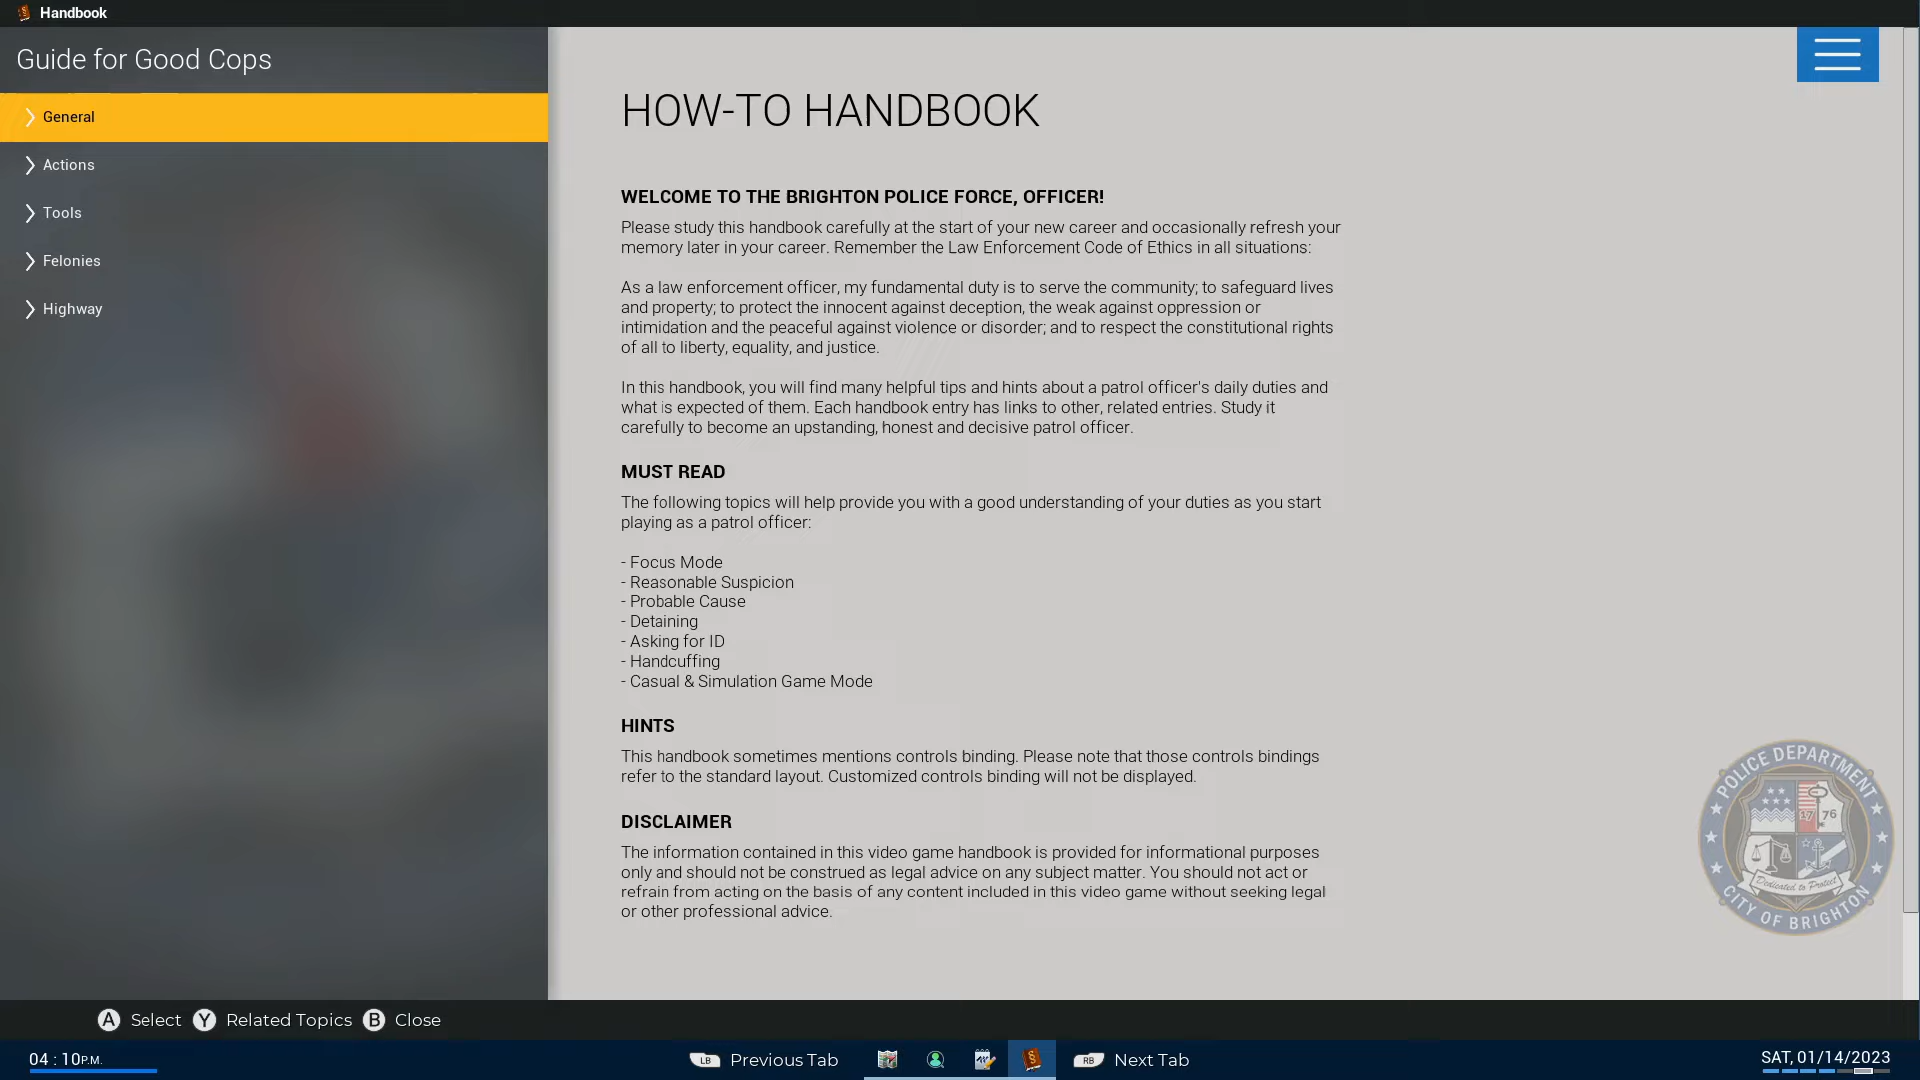 Handbook
Guide for Good Cops
General
Actions
Tools
Felonies
Highway
HOW-TO HANDBOOK
WELCOME TO THE BRIGHTON POLICE FORCE, OFFICER!
Please study this handbook carefully at the start of your new career and occasionally refresh your
memory later in your career. Remember the Law Enforcement Code of Ethics in all situations:
As a law enforcement officer, my fundamental duty is to serve the community; to safeguard lives
and property; to protect the innocent against deception, the weak against oppression or
intimidation and the peaceful against violence or disorder; and to respect the constitutional rights
of all to liberty, equality, and justice.
In this handbook, you will find many helpful tips and hints about a patrol officer's daily duties and
what is expected of them. Each handbook entry has links to other, related entries. Study it
carefully to become an upstanding, honest and decisive patrol officer.
MUST READ
The following topics will help provide you with a good understanding of your duties as you start
playing as a patrol officer:
- Focus Mode
- Reasonable Suspicion
- Probable Cause
- Detaining
- Asking for ID
- Handcuffing
- Casual & Simulation Game Mode
HINTS
This handbook sometimes mentions controls binding. Please note that those controls bindings
refer to the standard layout. Customized controls binding will not be displayed.
DISCLAIMER
The information contained in this video game handbook is provided for informational purposes
only and should not be construed as legal advice on any subject matter. You should not act or
refrain from acting on the basis of any content included in this video game without seeking legal
or other professional advice.
POLICE DEPARTMENT
17 76
Dedicated to Protect
CITY OF BRIGHTON
A Select Y Related Topics B Close
04 : 10 P.M.
LB Previous Tab
RB Next Tab
SAT, 01/14/2023